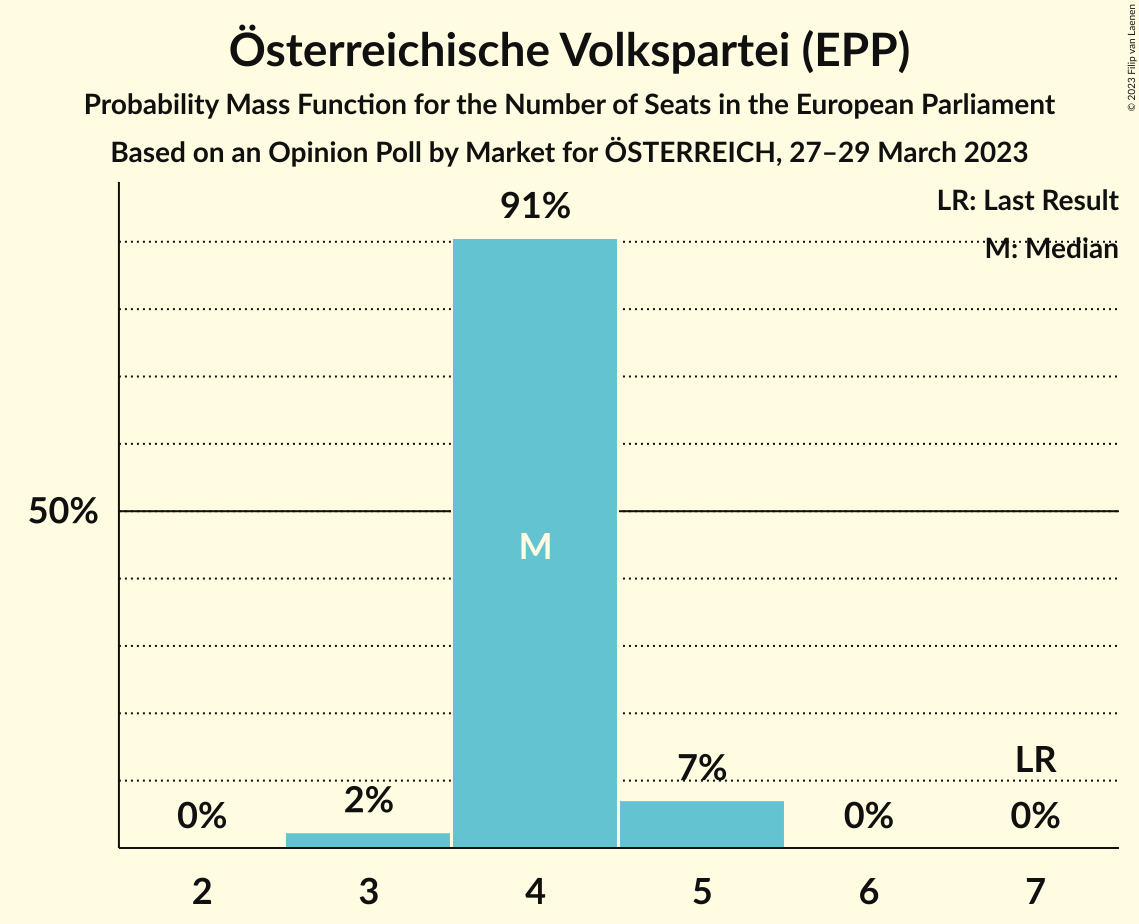 Österreichische Volkspartei (EPP)
Probability Mass Function for the Number of Seats in the European Parliament
Based on an Opinion Poll by Market for ÖSTERREICH, 27–29 March 2023
© 2023 Filip van Laenen
LR: Last Result
M: Median
91%
50%
M
7%
LR
2%
0%
0%
0%
2 3 4 5 6 7